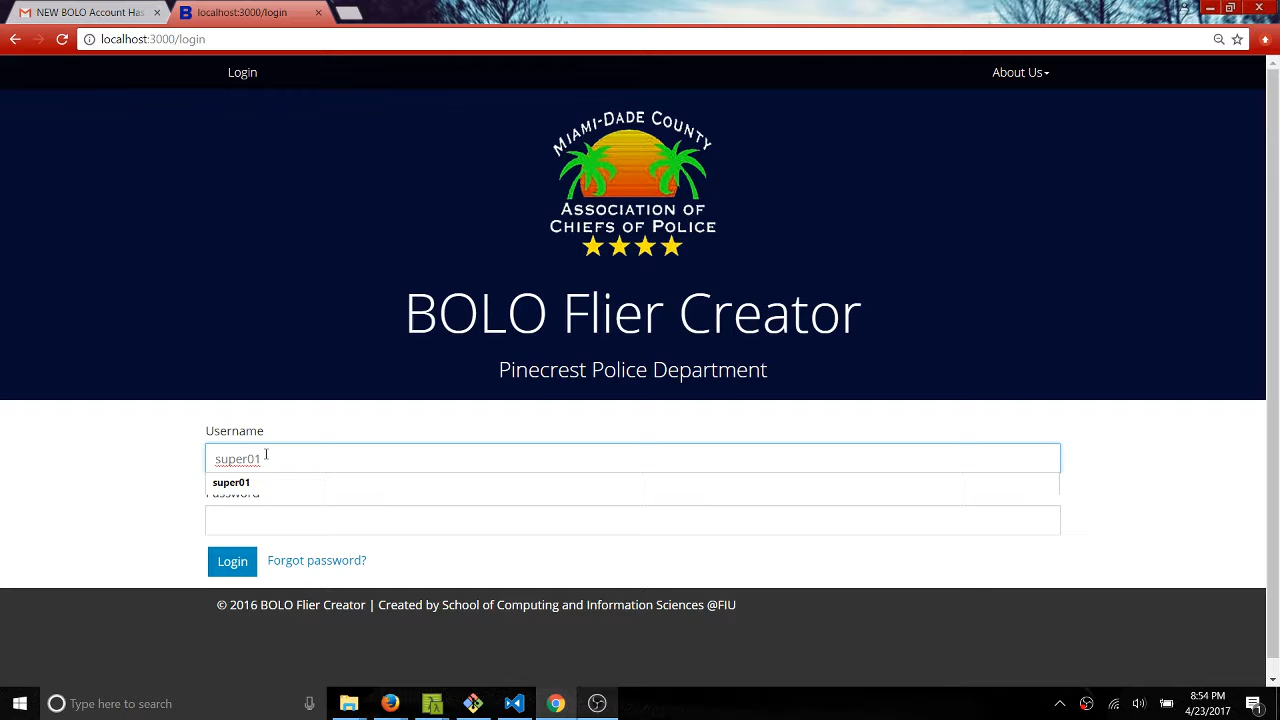 NEW BOLO Account Has
localhost:3000/login
localhost:3000/login
Login
About Us
MIAMI-DADE COUNTY
ASSOCIATION OF
CHIEFS OF POLICE
BOLO Flier Creator
Pinecrest Police Department
Username
super01
super01
Password
Login
Forgot password?
© 2016 BOLO Flier Creator | Created by School of Computing and Information Sciences @FIU
Type here to search
8:54 PM
4/23/2017